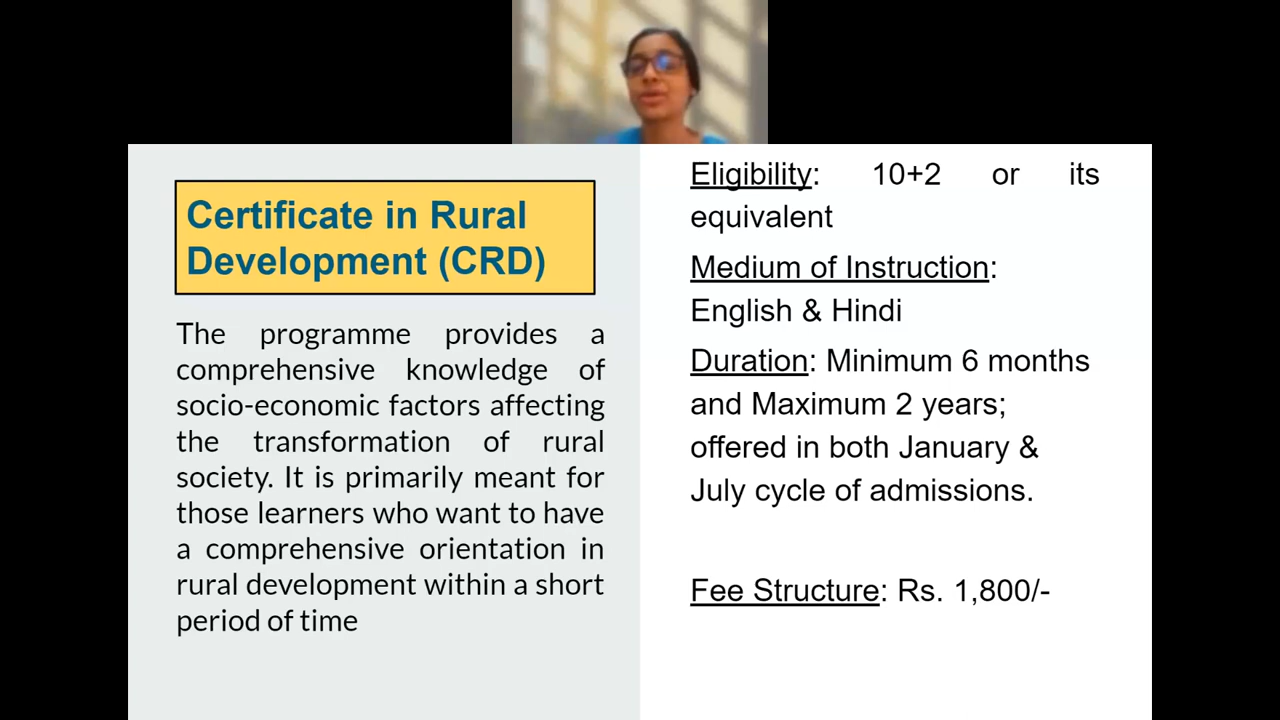 Certificate in Rural
Development (CRD)
The programme provides a
comprehensive knowledge of
socio-economic factors affecting
the transformation of rural
society. It is primarily meant for
those learners who want to have
a comprehensive orientation in
rural development within a short
period of time
Eligibility: 10+2 or its
equivalent
Medium of Instruction:
English & Hindi
Duration: Minimum 6 months
and Maximum 2 years;
offered in both January &
July cycle of admissions.
Fee Structure: Rs. 1,800/-